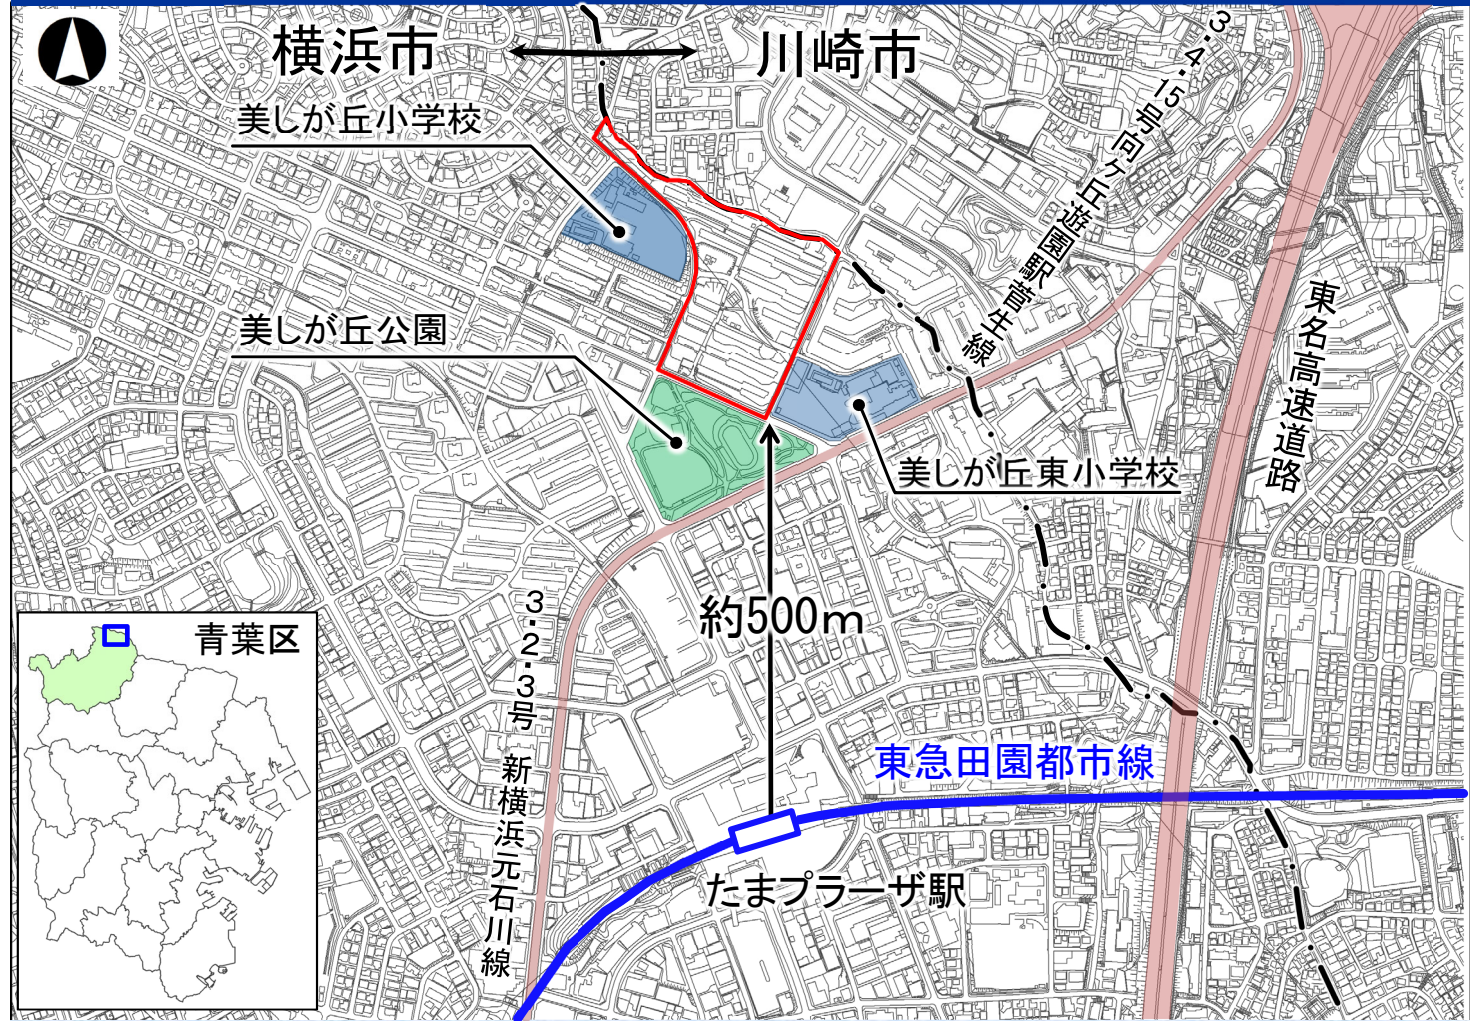 横浜市
川崎市
3・4・15号向ケ丘遊園駅菅生線
美しが丘小学校
東名高速道路
美しが丘公園
美しが丘東小学校
約500m
3・2・3号 新横浜元石川線
青葉区
東急田園都市線
たまプラーザ駅